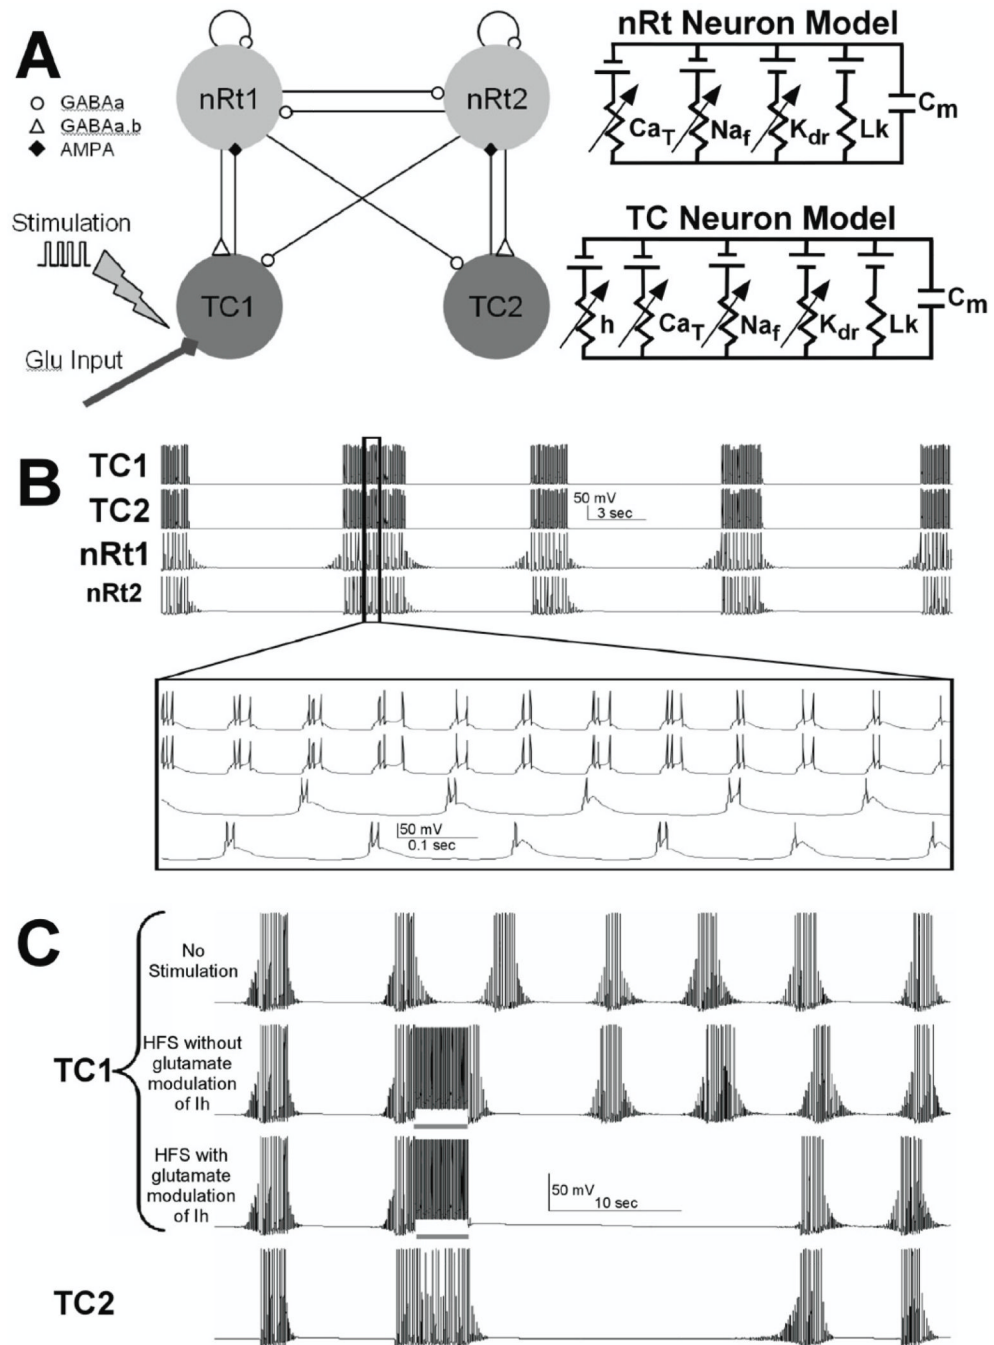 A
GABAa
GABAa,b
AMPA
Stimulation
Glu Input
nRt1
nRt2
TC1
TC2
nRt Neuron Model
CaT
Naf
Kdr
Lk
Cm
TC Neuron Model
h
CaT
Naf
Kdr
Lk
Cm
B
TC1
TC2
nRt1
nRt2
50 mV
3 sec
50 mV
0.1 sec
C
TC1
No
Stimulation
HFS without
glutamate
modulation
of Ih
HFS with
glutamate
modulation
of Ih
50 mV
10 sec
TC2